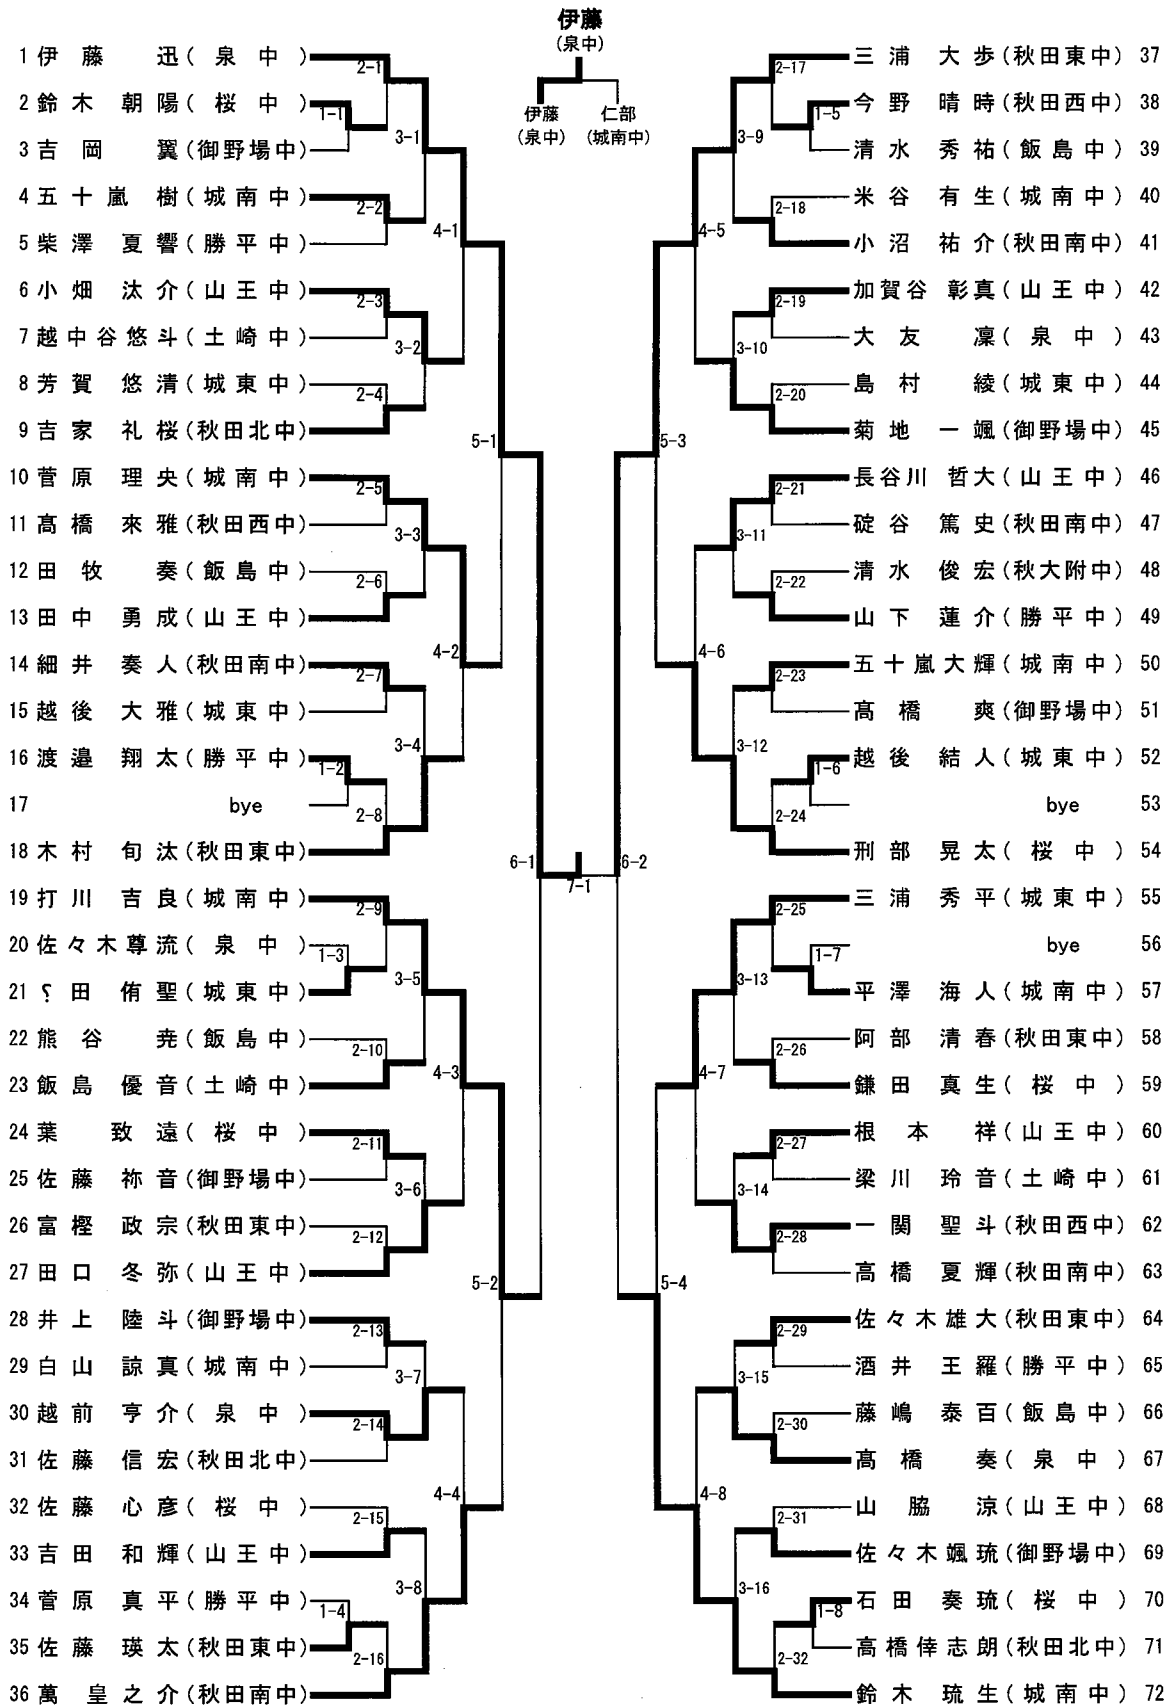 伊藤
(泉中)
伊藤
(泉中)
仁部
(城南中)
1 伊藤 迅(泉中)
2 鈴木 朝陽(桜中)
3 吉岡 翼(御野場中)
4 五十嵐 樹(城南中)
5 柴澤 夏響(勝平中)
6 小畑 汰介(山王中)
7 越中谷悠斗(土崎中)
8 芳賀 悠清(城東中)
9 吉家 礼桜(秋田北中)
10 菅原 理央(城南中)
11 髙橋 來雅(秋田西中)
12 田牧 奏(飯島中)
13 田中 勇成(山王中)
14 細井 奏人(秋田南中)
15 越後 大雅(城東中)
16 渡邉 翔太(勝平中)
17 bye
18 木村 旬汰(秋田東中)
19 打川 吉良(城南中)
20 佐々木尊流(泉中)
21 田 侑聖(城東中)
22 熊谷 尭(飯島中)
23 飯島 優音(土崎中)
24 葉 致遠(桜中)
25 佐藤 祢音(御野場中)
26 富樫 政宗(秋田東中)
27 田口 冬弥(山王中)
28 井上 陸斗(御野場中)
29 白山 諒真(城南中)
30 越前 亨介(泉中)
31 佐藤 信宏(秋田北中)
32 佐藤 心彦(桜中)
33 吉田 和輝(山王中)
34 菅原 真平(勝平中)
35 佐藤 瑛太(秋田東中)
36 萬 皇之介(秋田南中)
1-1
1-2
1-3
1-4
2-1
2-2
2-3
2-4
2-5
2-6
2-7
2-8
2-9
2-10
2-11
2-12
2-13
2-14
2-15
2-16
3-1
3-2
3-3
3-4
3-5
3-6
3-7
3-8
4-1
4-2
4-3
4-4
5-1
5-2
6-1
7-1
6-2
5-3
5-4
4-5
4-6
4-7
4-8
3-9
3-10
3-11
3-12
3-13
3-14
3-15
3-16
2-17
2-18
2-19
2-20
2-21
2-22
2-23
2-24
2-25
2-26
2-27
2-28
2-29
2-30
2-31
2-32
1-5
1-6
1-7
1-8
三浦 大歩(秋田東中) 37
今野 晴時(秋田西中) 38
清水 秀祐(飯島中) 39
米谷 有生(城南中) 40
小沼 祐介(秋田南中) 41
加賀谷 彰真(山王中) 42
大友 凜(泉中) 43
島村 綾(城東中) 44
菊地 一颯(御野場中) 45
長谷川 哲大(山王中) 46
碇谷 篤史(秋田南中) 47
清水 俊宏(秋大附中) 48
山下 蓮介(勝平中) 49
五十嵐大輝(城南中) 50
髙橋 爽(御野場中) 51
越後 結人(城東中) 52
bye 53
刑部 晃太(桜中) 54
三浦 秀平(城東中) 55
bye 56
平澤 海人(城南中) 57
阿部 清春(秋田東中) 58
鎌田 真生(桜中) 59
根本 祥(山王中) 60
梁川 玲音(土崎中) 61
一関 聖斗(秋田西中) 62
高橋 夏輝(秋田南中) 63
佐々木雄大(秋田東中) 64
酒井 王羅(勝平中) 65
藤嶋 泰百(飯島中) 66
髙橋 奏(泉中) 67
山脇 涼(山王中) 68
佐々木颯琉(御野場中) 69
石田 奏琉(桜中) 70
高橋倖志朗(秋田北中) 71
鈴木 琉生(城南中) 72